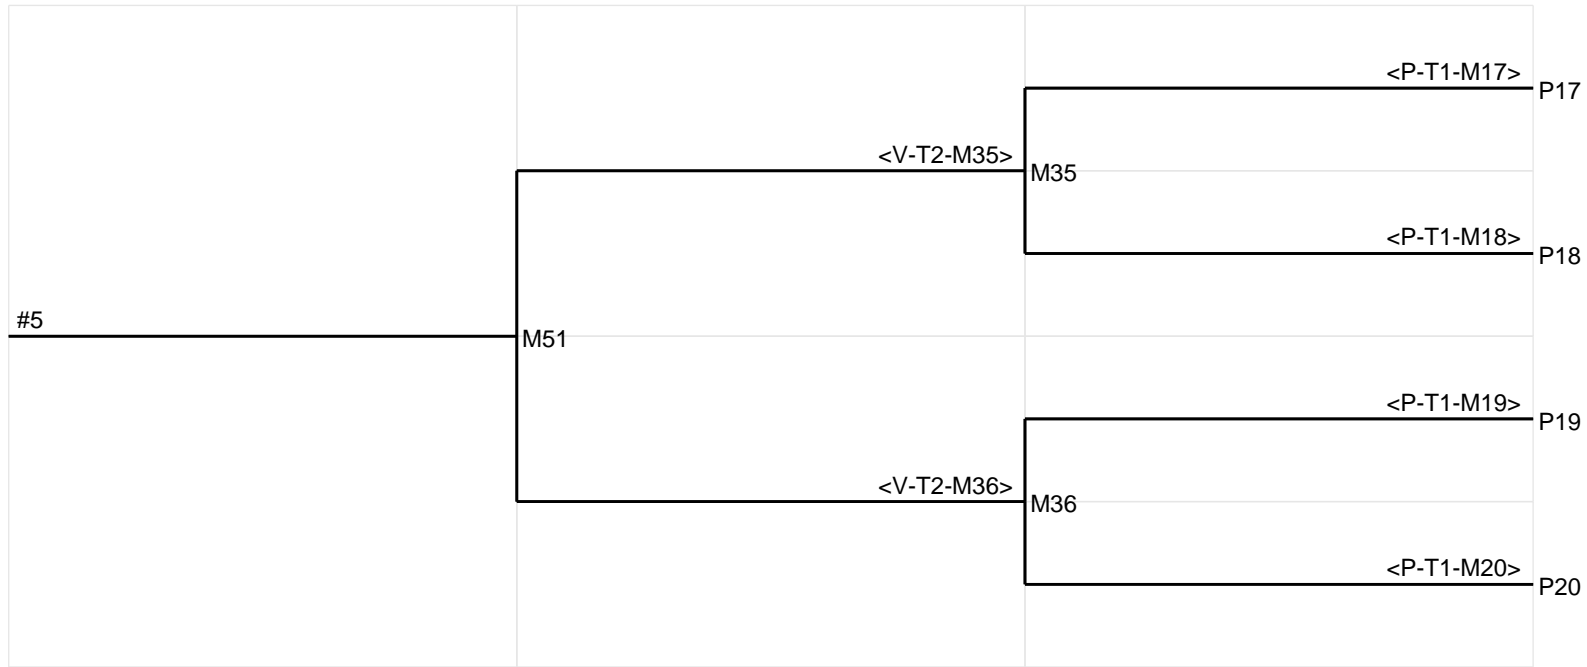 <P-T1-M17>
P17
<V-T2-M35>
M35
<P-T1-M18>
P18
#5
M51
<P-T1-M19>
P19
<V-T2-M36>
M36
<P-T1-M20>
P20